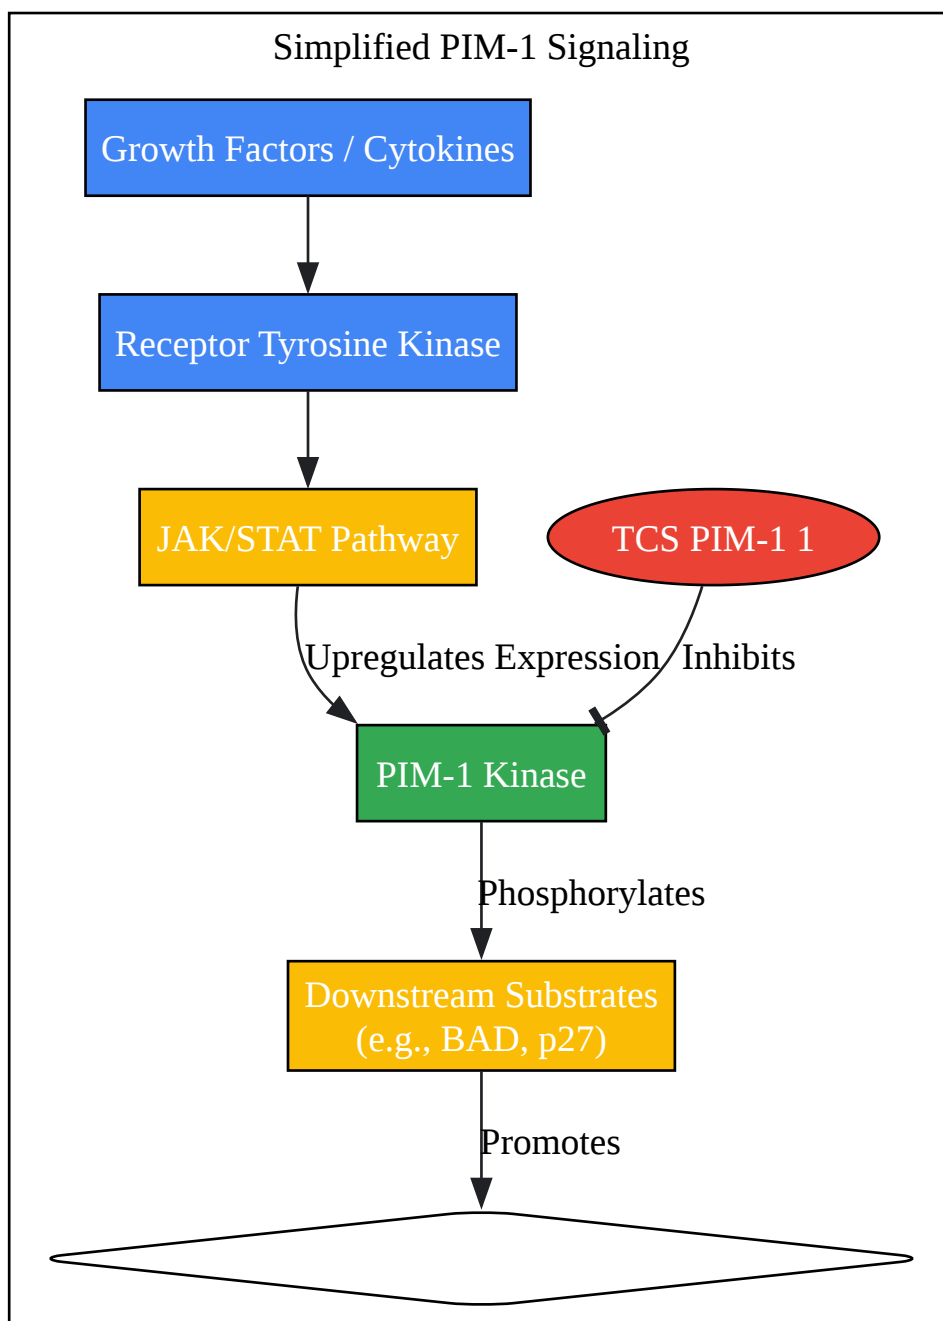 Simplified PIM-1 Signaling
Growth Factors / Cytokines
Receptor Tyrosine Kinase
JAK/STAT Pathway
TCS PIM-1 1
Upregulates Expression
Inhibits
PIM-1 Kinase
Phosphorylates
Downstream Substrates
(e.g., BAD, p27)
Promotes